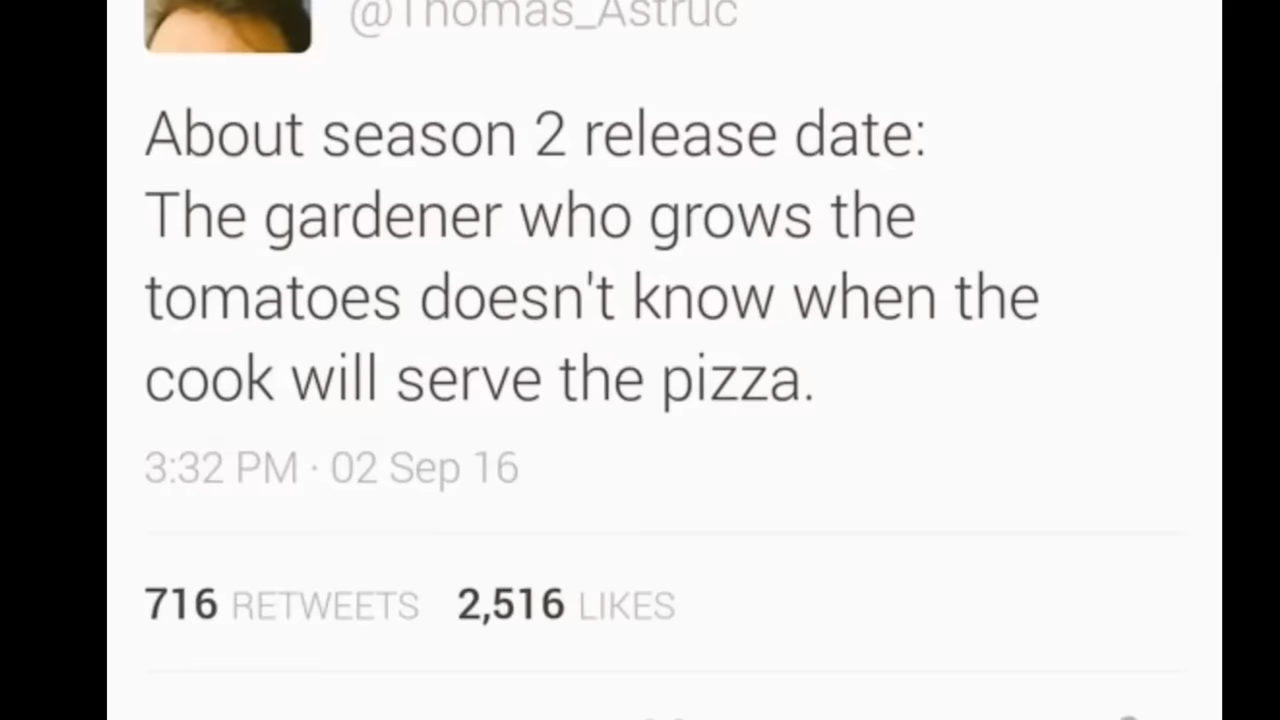 @Thomas_Astruc
About season 2 release date:
The gardener who grows the
tomatoes doesn't know when the
cook will serve the pizza.
3:32 PM · 02 Sep 16
716 RETWEETS 2,516 LIKES